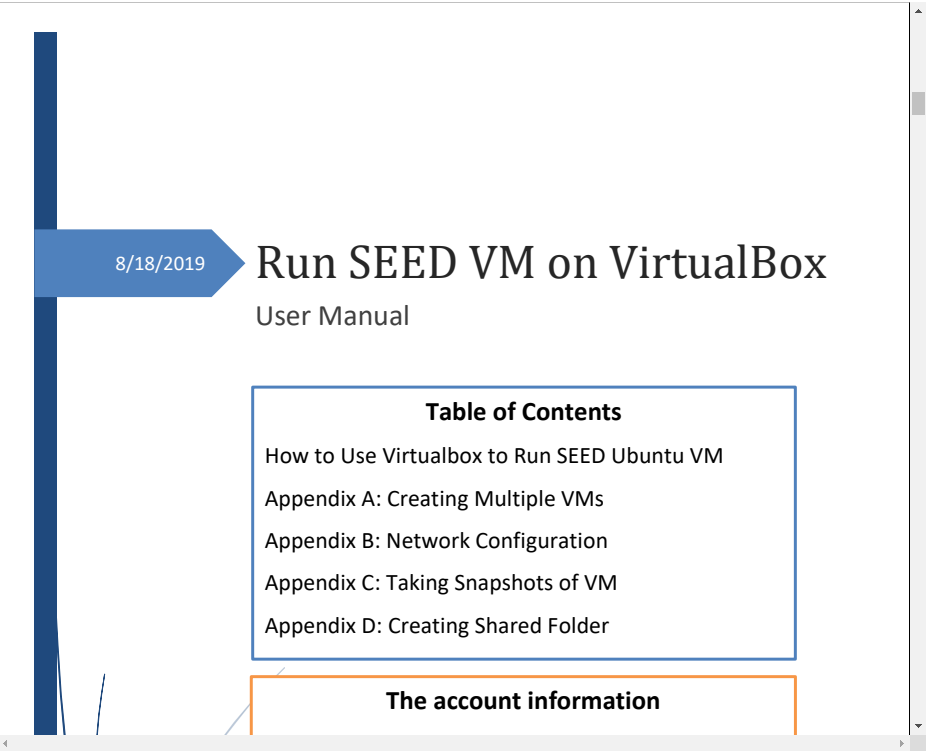 8/18/2019
Run SEED VM on VirtualBox
User Manual
Table of Contents
How to Use Virtualbox to Run SEED Ubuntu VM
Appendix A: Creating Multiple VMs
Appendix B: Network Configuration
Appendix C: Taking Snapshots of VM
Appendix D: Creating Shared Folder
The account information